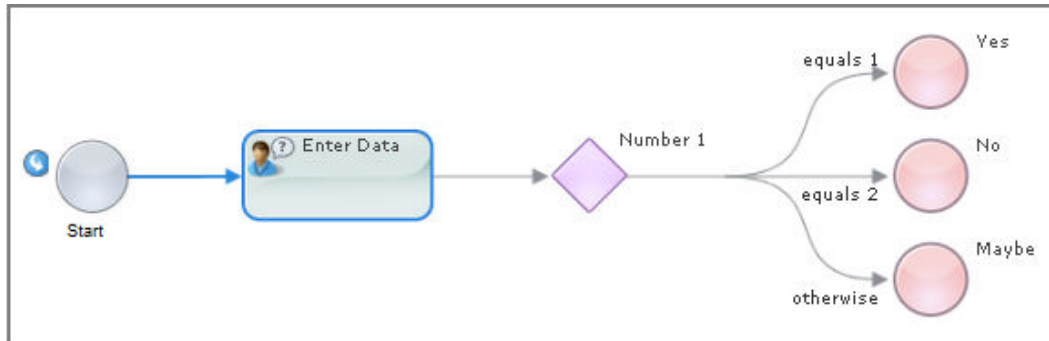 Start
? Enter Data
Number 1
equals 1
Yes
equals 2
No
otherwise
Maybe